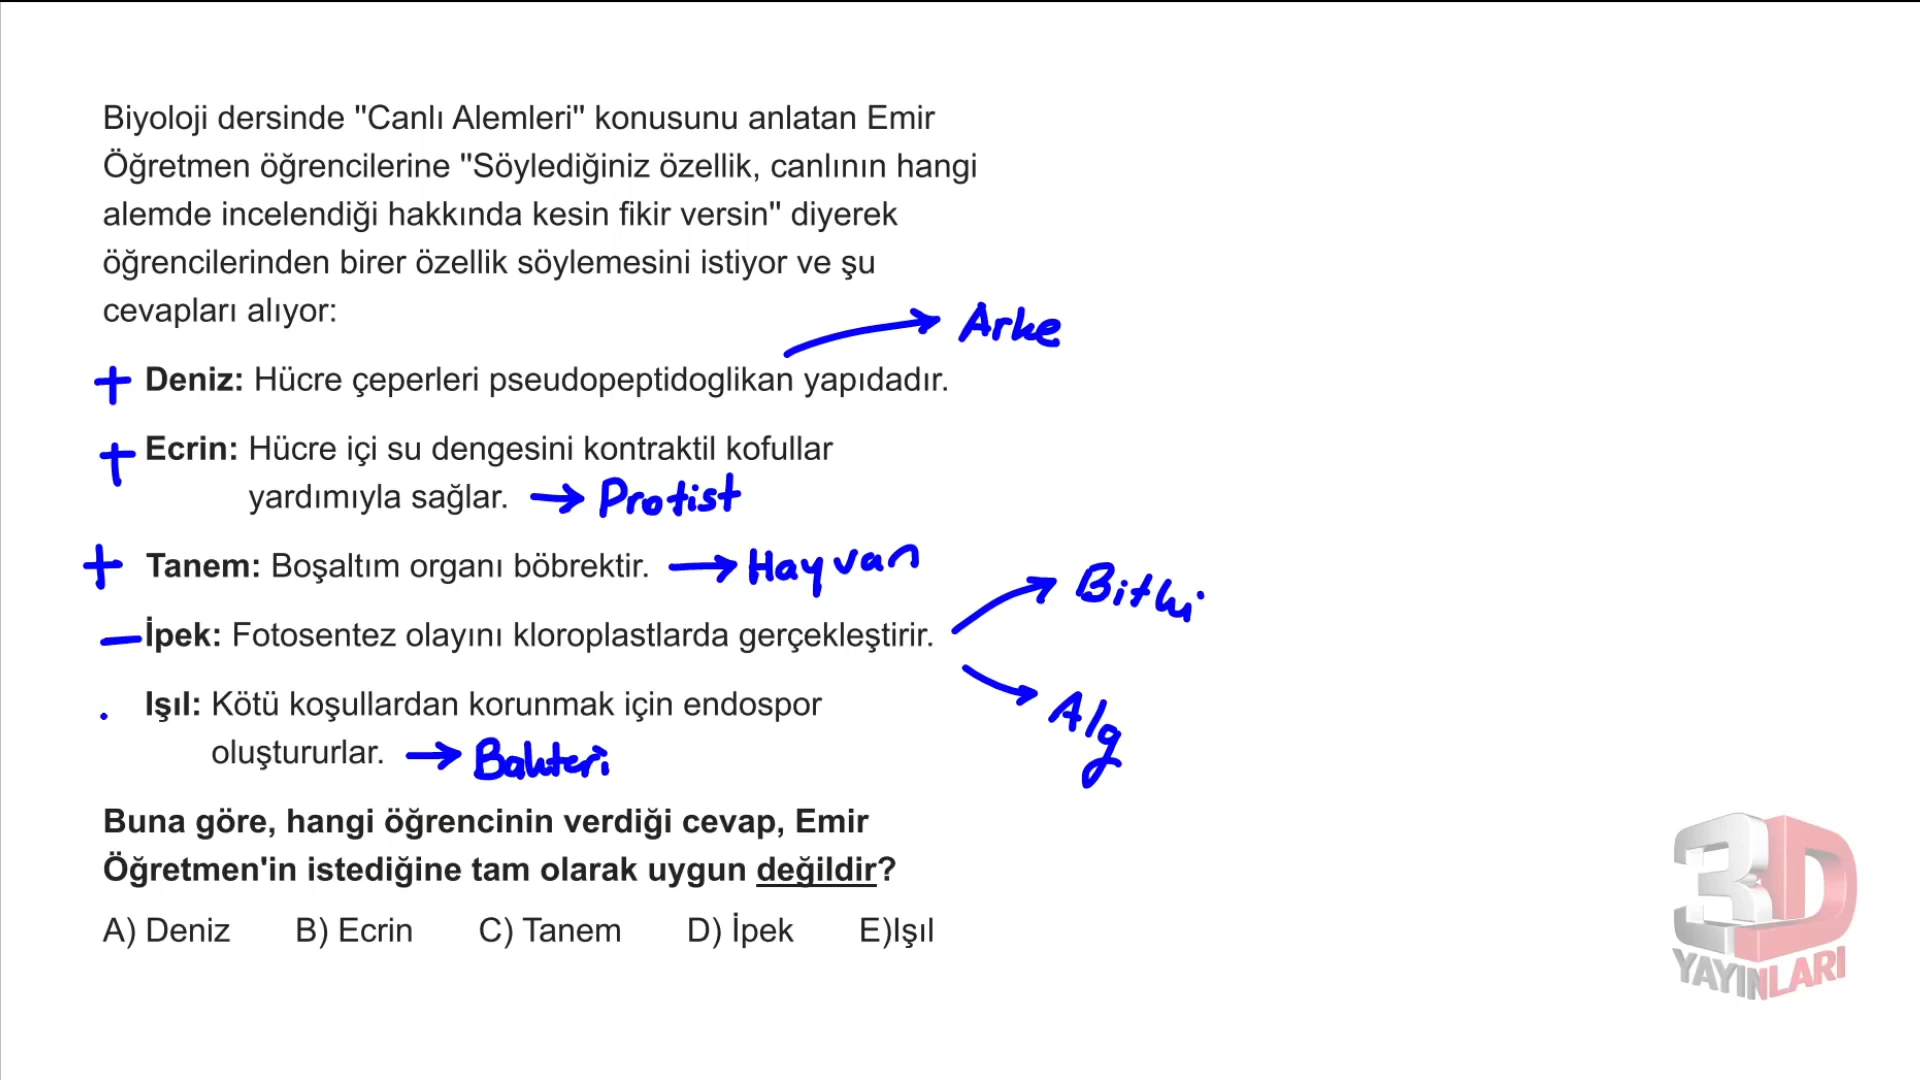 Biyoloji dersinde "Canlı Alemleri" konusunu anlatan Emir
Öğretmen öğrencilerine "Söylediğiniz özellik, canlının hangi
alemde incelendiği hakkında kesin fikir versin" diyerek
öğrencilerinden birer özellik söylemesini istiyor ve şu
cevapları alıyor:
Arke
+ Deniz: Hücre çeperleri pseudopeptidoglikan yapıdadır.
+ Ecrin: Hücre içi su dengesini kontraktil kofullar
yardımıyla sağlar. → Protist
+ Tanem: Boşaltım organı böbrektir. → Hayvan
Bitki
– İpek: Fotosentez olayını kloroplastlarda gerçekleştirir.
Alg
Işıl: Kötü koşullardan korunmak için endospor
oluştururlar. → Bakteri
Buna göre, hangi öğrencinin verdiği cevap, Emir
Öğretmen'in istediğine tam olarak uygun değildir?
A) Deniz B) Ecrin C) Tanem D) İpek E)Işıl
3D
YAYINLARI